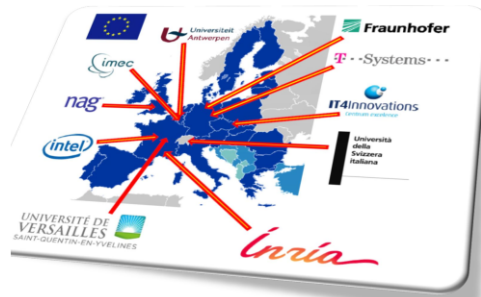 Universiteit
Antwerpen
Fraunhofer
imec
T··Systems···
nag
IT4Innovations
intel
Università
della
Svizzera
italiana
UNIVERSITÉ DE
VERSAILLES
SAINT-QUENTIN-EN-YVELINES
Inria